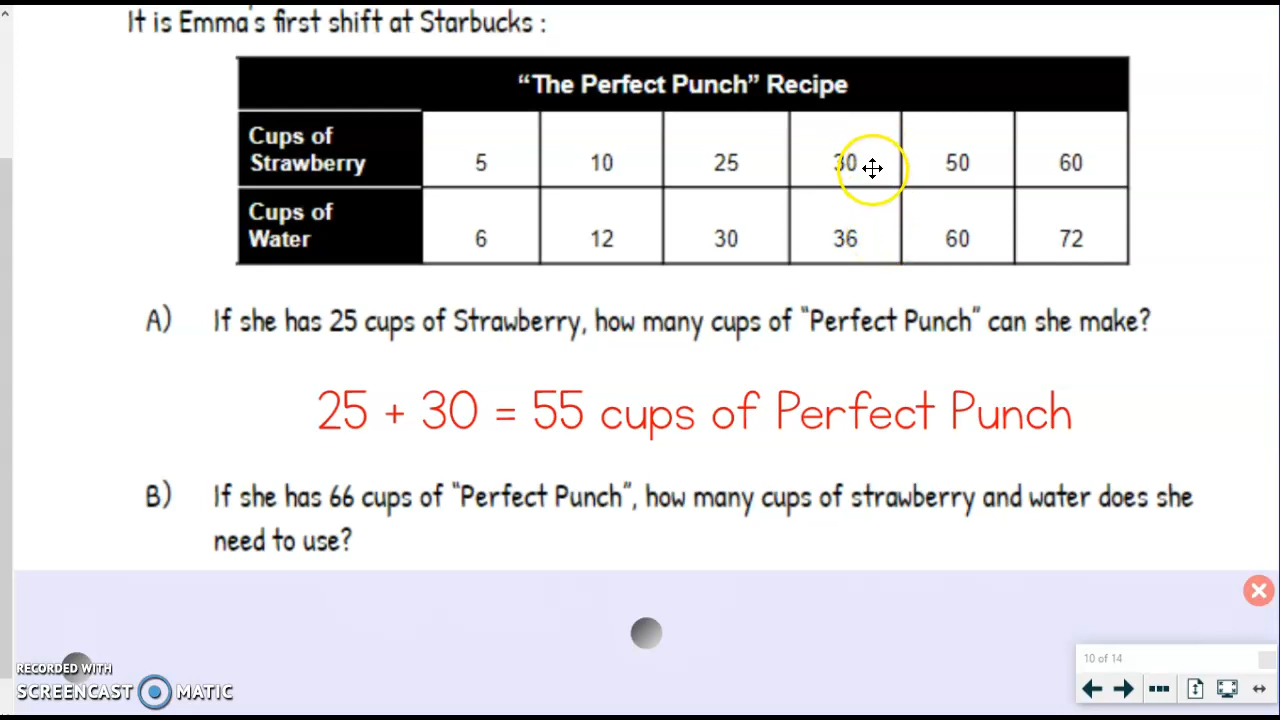 It is Emma's first shift at Starbucks :
“The Perfect Punch” Recipe
Cups of
Strawberry 5 10 25 30 50 60
Cups of
Water 6 12 30 36 60 72
A) If she has 25 cups of Strawberry, how many cups of “Perfect Punch” can she make?
25 + 30 = 55 cups of Perfect Punch
B) If she has 66 cups of “Perfect Punch”, how many cups of strawberry and water does she
need to use?
10 of 14
RECORDED WITH
SCREENCAST MATIC